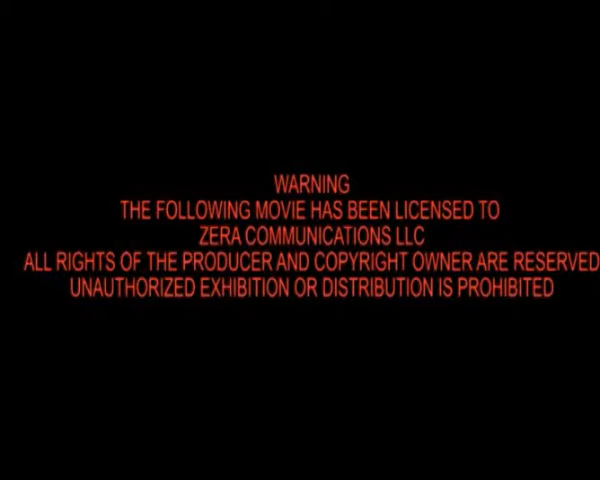 WARNING
THE FOLLOWING MOVIE HAS BEEN LICENSED TO
ZERA COMMUNICATIONS LLC
ALL RIGHTS OF THE PRODUCER AND COPYRIGHT OWNER ARE RESERVED
UNAUTHORIZED EXHIBITION OR DISTRIBUTION IS PROHIBITED